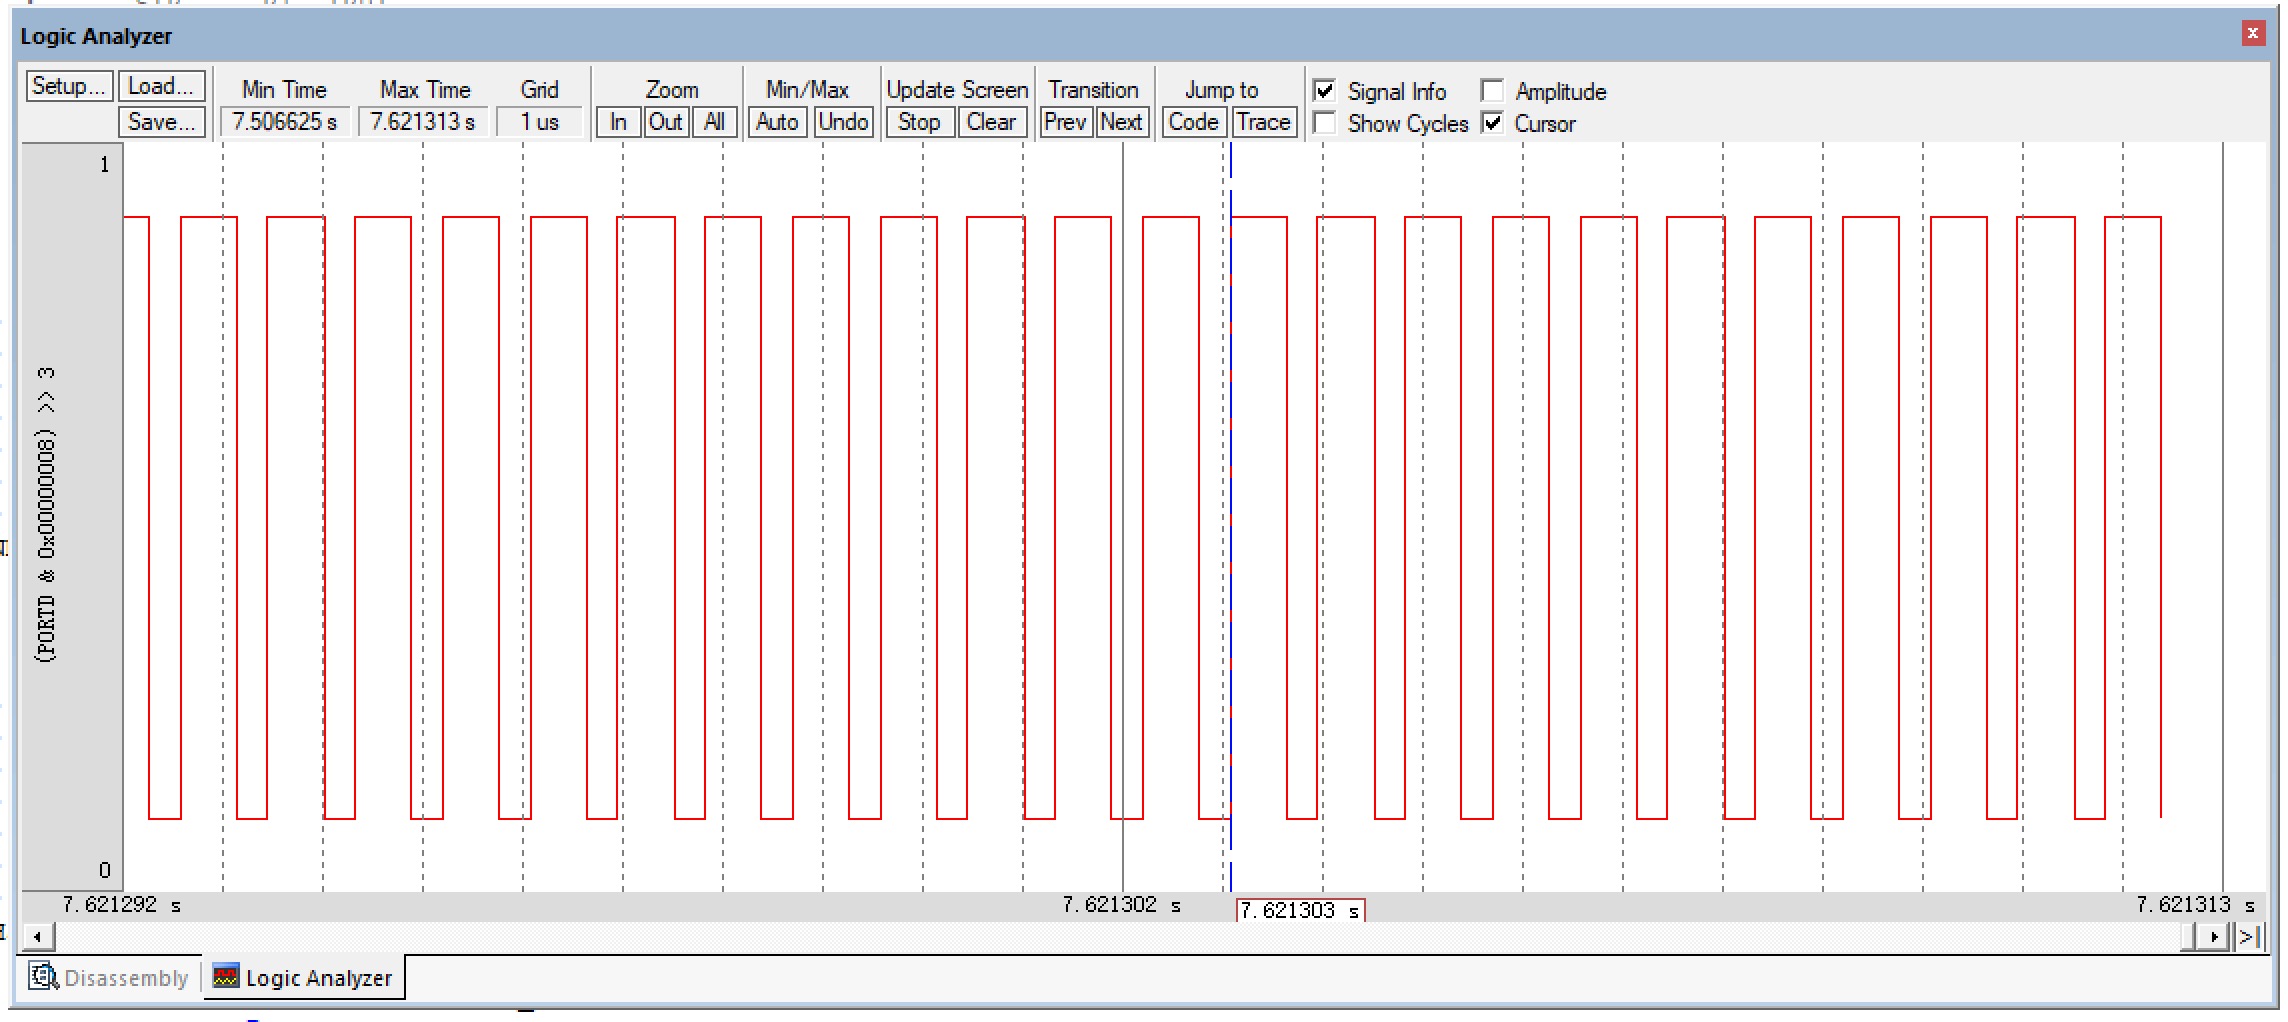 Logic Analyzer
x
Setup... Load... Min Time Max Time Grid Zoom Min/Max Update Screen Transition Jump to Signal Info Amplitude
Save... 7.506625 s 7.621313 s 1 us In Out All Auto Undo Stop Clear Prev Next Code Trace Show Cycles Cursor
1
(PORTD & 0x00000008) >> 3
0
7.621292 s 7.621302 s 7.621303 s 7.621313 s
>|
Disassembly Logic Analyzer